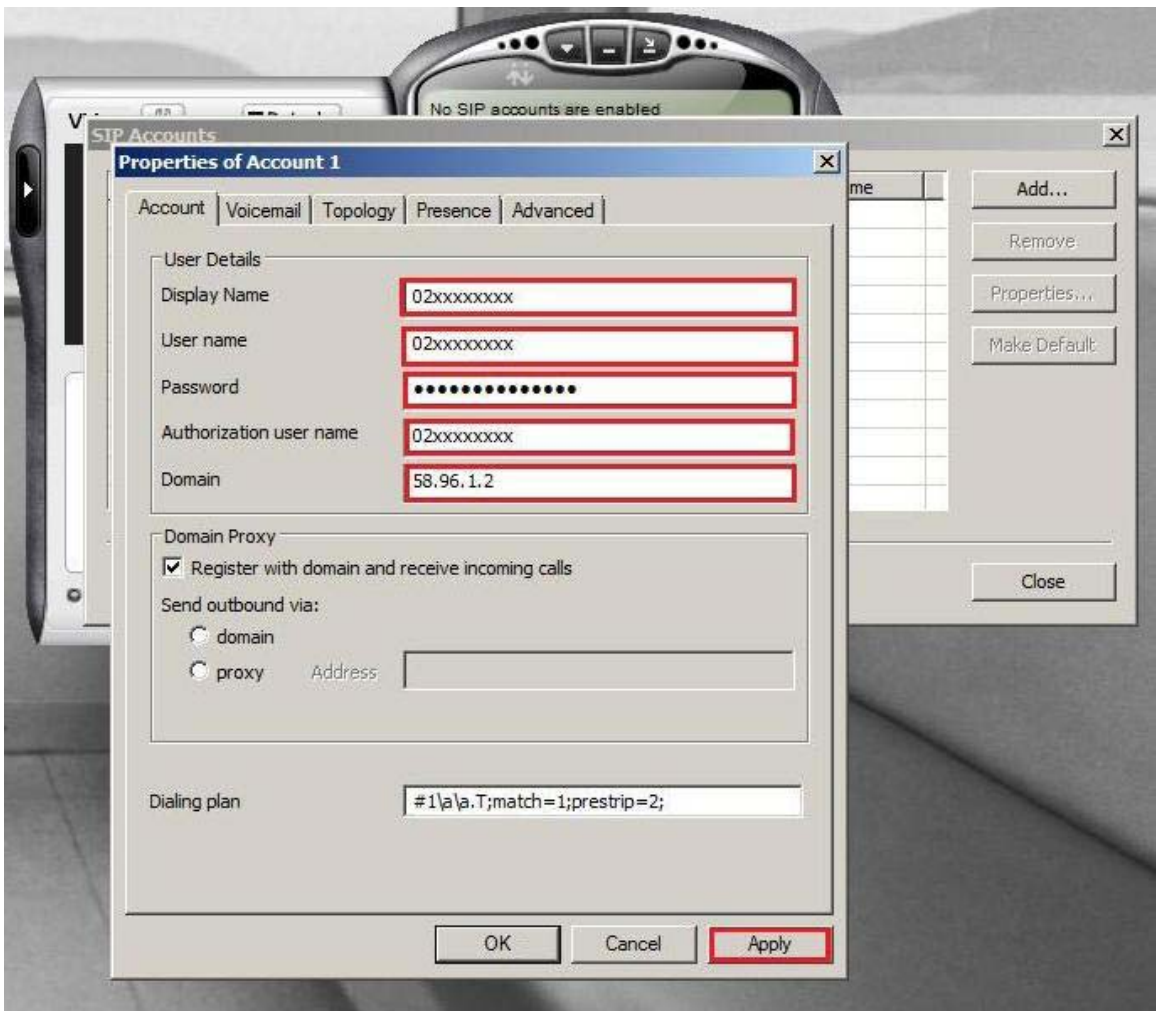 No SIP accounts are enabled
SIP Accounts
Properties of Account 1
me
Add...
Account Voicemail Topology Presence Advanced
Remove
User Details
Display Name 02xxxxxxxx
Properties...
User name 02xxxxxxxx
Make Default
Password ••••••••••••••
Authorization user name 02xxxxxxxx
Domain 58.96.1.2
Domain Proxy
Register with domain and receive incoming calls
Close
Send outbound via:
domain
proxy Address
Dialing plan #1\a\a.T;match=1;prestrip=2;
OK Cancel Apply